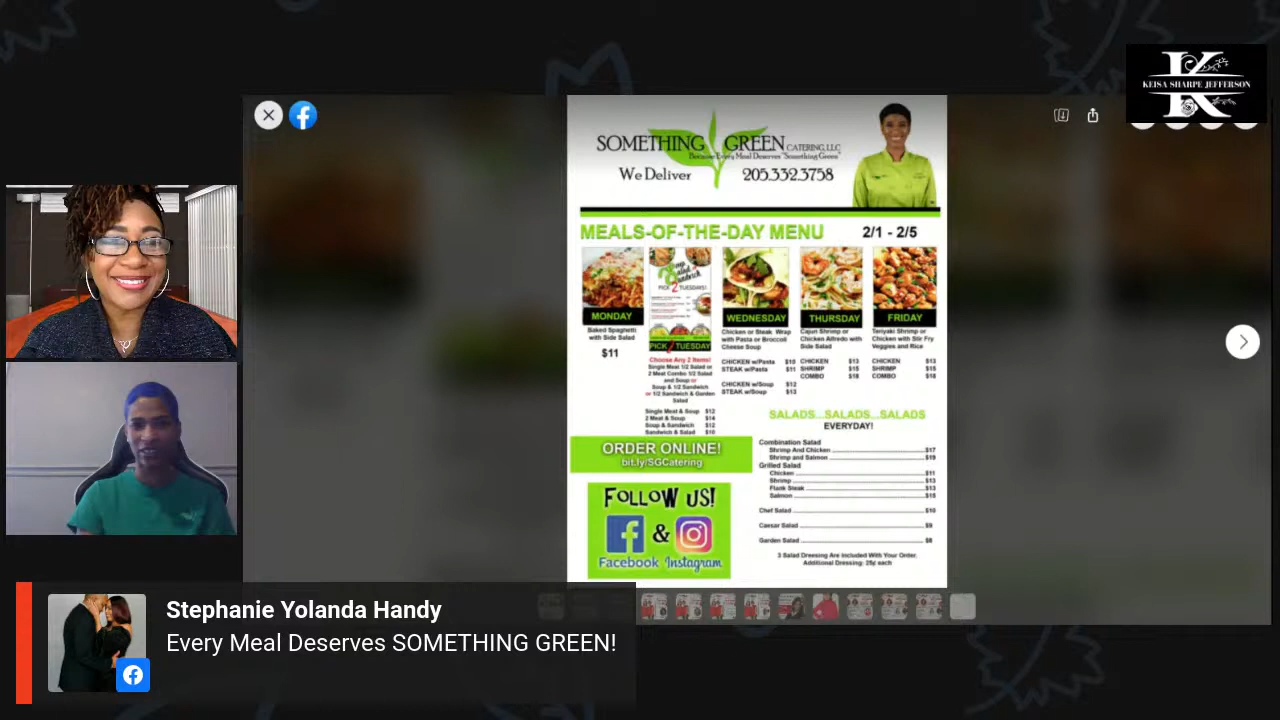 K
KEISA SHARPE JEFFERSON
SOMETHING GREEN CATERING, LLC
Because Every Meal Deserves "Something Green"
We Deliver 205.332.3758
MEALS-OF-THE-DAY MENU 2/1 - 2/5
MONDAY
Baked Spaghetti
with Side Salad
$11
PICK 2 TUESDAYS!
PICK 2 TUESDAY
Choose Any 2 Items!
Single Meat 1/2 Salad or
2 Meat Combo 1/2 Salad
and Soup or
Soup & 1/2 Sandwich
or 1/2 Sandwich & Garden
Salad
Single Meat & Soup $12
2 Meat & Soup $14
Soup & Sandwich $12
Sandwich & Salad $10
WEDNESDAY
Chicken or Steak Wrap
with Pasta or Broccoli
Cheese Soup
CHICKEN w/Pasta $10
STEAK w/Pasta $11
CHICKEN w/Soup $12
STEAK w/Soup $13
THURSDAY
Cajun Shrimp or
Chicken Alfredo with
Side Salad
CHICKEN $13
SHRIMP $15
COMBO $18
FRIDAY
Teriyaki Shrimp or
Chicken with Stir Fry
Veggies and Rice
CHICKEN $13
SHRIMP $15
COMBO $18
ORDER ONLINE!
bit.ly/SGCatering
FOLLOW US!
&
Facebook Instagram
SALADS...SALADS...SALADS
EVERYDAY!
Combination Salad
Shrimp And Chicken $17
Shrimp and Salmon $19
Grilled Salad
Chicken $11
Shrimp $13
Flank Steak $13
Salmon $15
Chef Salad $10
Caesar Salad $9
Garden Salad $8
3 Salad Dressing Are Included With Your Order.
Additional Dressing: 25¢ each
Stephanie Yolanda Handy
Every Meal Deserves SOMETHING GREEN!